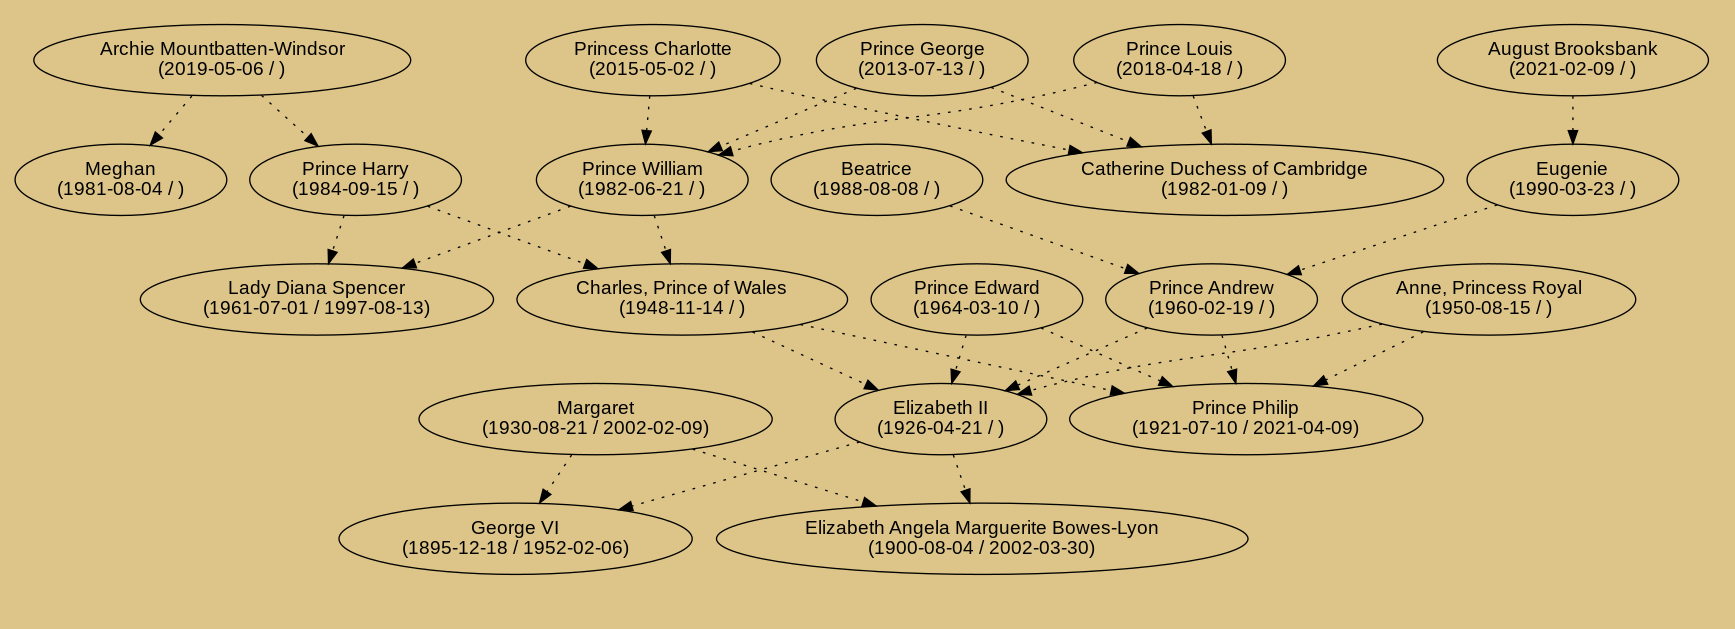 Archie Mountbatten-Windsor
(2019-05-06 / )
Princess Charlotte
(2015-05-02 / )
Prince George
(2013-07-13 / )
Prince Louis
(2018-04-18 / )
August Brooksbank
(2021-02-09 / )
Meghan
(1981-08-04 / )
Prince Harry
(1984-09-15 / )
Prince William
(1982-06-21 / )
Beatrice
(1988-08-08 / )
Catherine Duchess of Cambridge
(1982-01-09 / )
Eugenie
(1990-03-23 / )
Lady Diana Spencer
(1961-07-01 / 1997-08-13)
Charles, Prince of Wales
(1948-11-14 / )
Prince Edward
(1964-03-10 / )
Prince Andrew
(1960-02-19 / )
Anne, Princess Royal
(1950-08-15 / )
Margaret
(1930-08-21 / 2002-02-09)
Elizabeth II
(1926-04-21 / )
Prince Philip
(1921-07-10 / 2021-04-09)
George VI
(1895-12-18 / 1952-02-06)
Elizabeth Angela Marguerite Bowes-Lyon
(1900-08-04 / 2002-03-30)